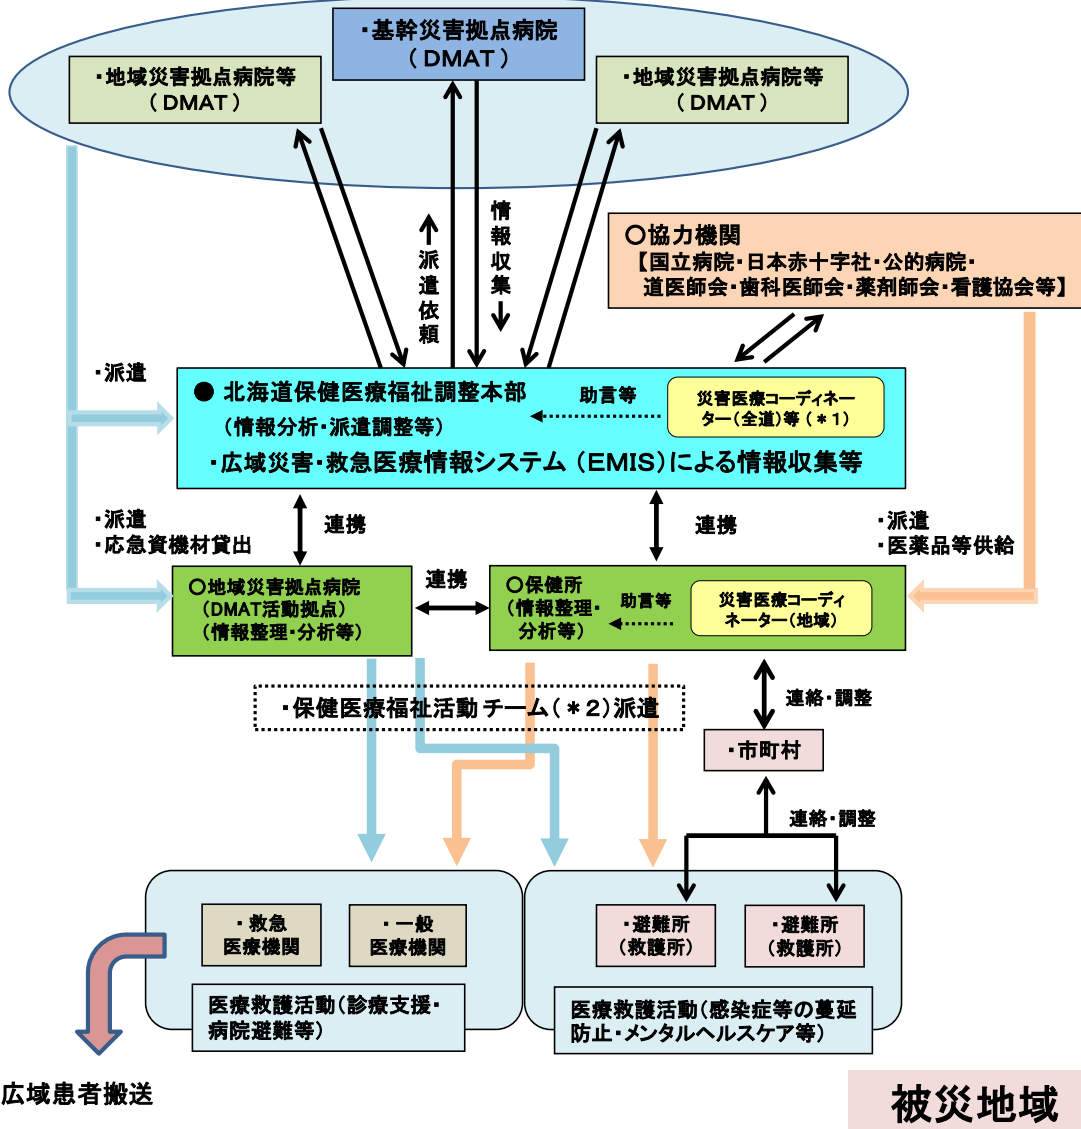 ・基幹災害拠点病院
（DMAT）
・地域災害拠点病院等
（DMAT）
・地域災害拠点病院等
（DMAT）
派遣依頼
情報収集
○協力機関
【国立病院・日本赤十字社・公的病院・
道医師会・歯科医師会・薬剤師会・看護協会等】
・派遣
● 北海道保健医療福祉調整本部
（情報分析・派遣調整等）
・広域災害・救急医療情報システム（EMIS）による情報収集等
助言等
災害医療コーディネー
ター（全道）等（＊1）
・派遣
・応急資機材貸出
連携
連携
・派遣
・医薬品等供給
○地域災害拠点病院
（DMAT活動拠点）
（情報整理・分析等）
連携
○保健所
（情報整理・
分析等）
助言等
災害医療コーディ
ネーター（地域）
・保健医療福祉活動チーム（＊2）派遣
連絡・調整
・市町村
連絡・調整
・救急
医療機関
・一般
医療機関
・避難所
（救護所）
・避難所
（救護所）
医療救護活動（診療支援・
病院避難等）
医療救護活動（感染症等の蔓延
防止・メンタルヘルスケア等）
広域患者搬送
被災地域